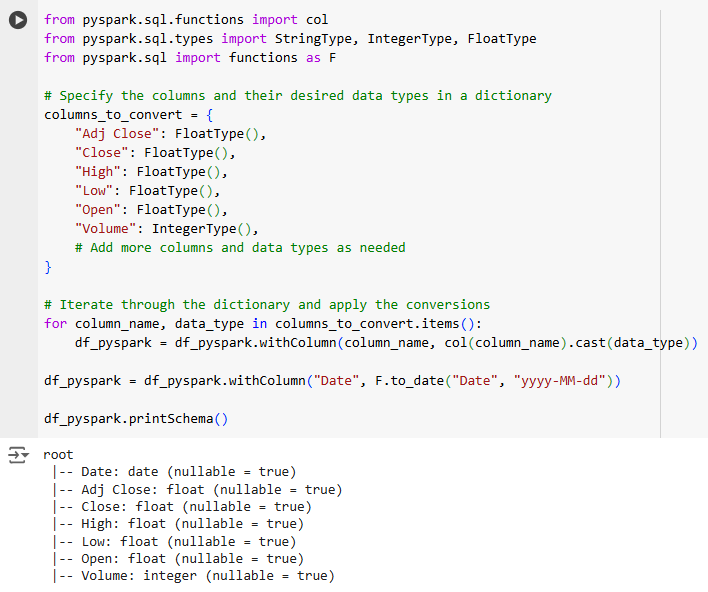 from pyspark.sql.functions import col
from pyspark.sql.types import StringType, IntegerType, FloatType
from pyspark.sql import functions as F

# Specify the columns and their desired data types in a dictionary
columns_to_convert = {
    "Adj Close": FloatType(),
    "Close": FloatType(),
    "High": FloatType(),
    "Low": FloatType(),
    "Open": FloatType(),
    "Volume": IntegerType(),
    # Add more columns and data types as needed
}

# Iterate through the dictionary and apply the conversions
for column_name, data_type in columns_to_convert.items():
    df_pyspark = df_pyspark.withColumn(column_name, col(column_name).cast(data_type))

df_pyspark = df_pyspark.withColumn("Date", F.to_date("Date", "yyyy-MM-dd"))

df_pyspark.printSchema()

root
 |-- Date: date (nullable = true)
 |-- Adj Close: float (nullable = true)
 |-- Close: float (nullable = true)
 |-- High: float (nullable = true)
 |-- Low: float (nullable = true)
 |-- Open: float (nullable = true)
 |-- Volume: integer (nullable = true)